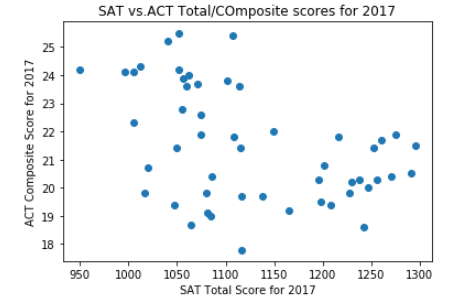 SAT vs.ACT Total/COmposite scores for 2017
25
24
23
22
21
20
19
18
ACT Composite Score for 2017
950 1000 1050 1100 1150 1200 1250 1300
SAT Total Score for 2017